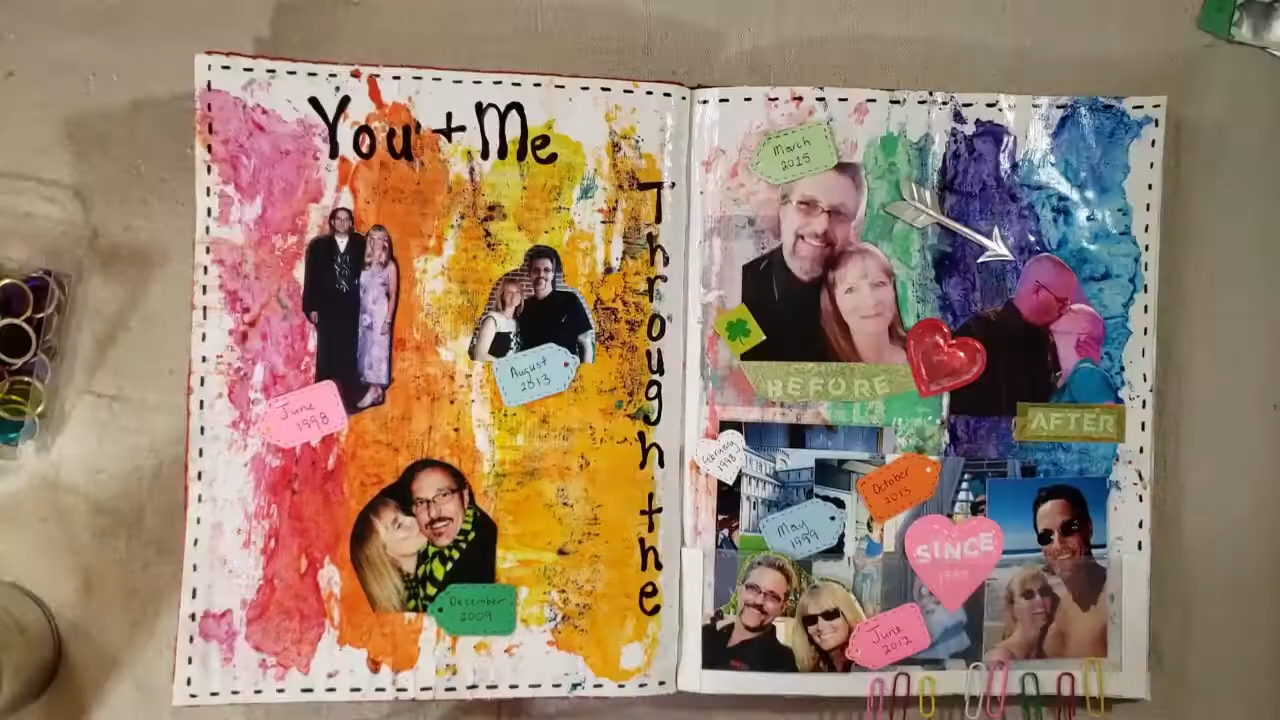 You + Me
Through the
June
1998
August
2013
December
2009
March
2015
BEFORE
AFTER
February
May
1999
October
2015
SINCE
June
2012